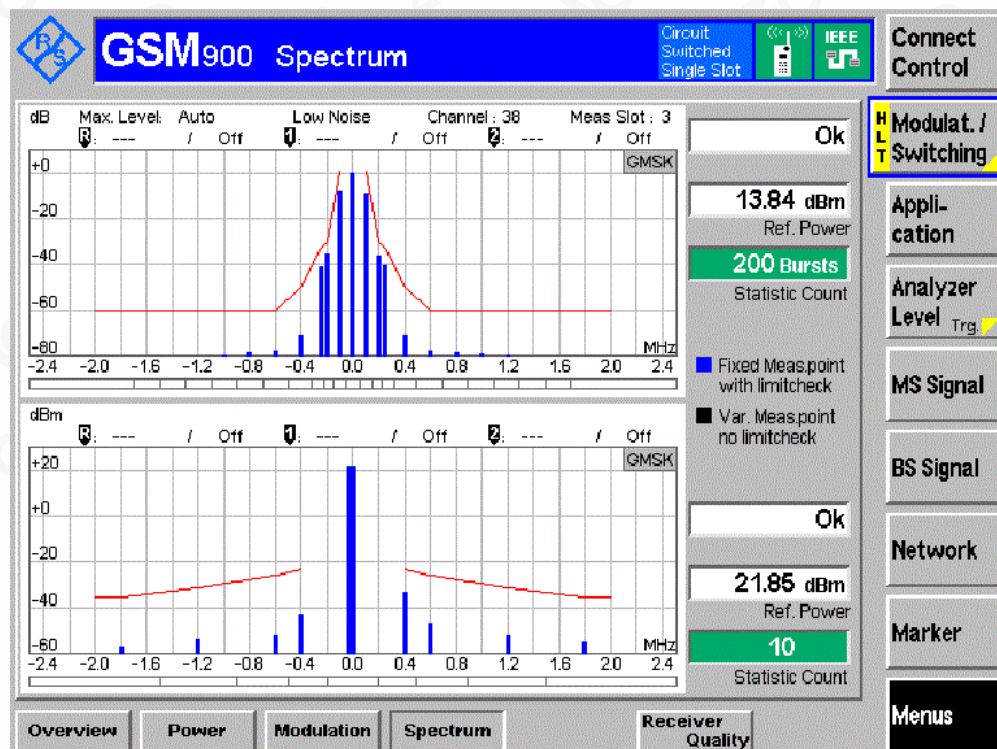 R/S
GSM900 Spectrum
Circuit
Switched
Single Slot
IEEE
Connect
Control
dB Max. Level: Auto Low Noise Channel : 38 Meas Slot : 3
R: --- / Off 1: --- / Off 2: --- / Off
GMSK
+0
-20
-40
-60
-80
MHz
-2.4 -2.0 -1.6 -1.2 -0.8 -0.4 0.0 0.4 0.8 1.2 1.6 2.0 2.4
Ok
13.84 dBm
Ref. Power
200 Bursts
Statistic Count
Fixed Meas.point
with limitcheck
Var. Meas.point
no limitcheck
dBm
R: --- / Off 1: --- / Off 2: --- / Off
GMSK
+20
+0
-20
-40
-60
MHz
-2.4 -2.0 -1.6 -1.2 -0.8 -0.4 0.0 0.4 0.8 1.2 1.6 2.0 2.4
Ok
21.85 dBm
Ref. Power
10
Statistic Count
HLT
Modulat. /
Switching
Appli-
cation
Analyzer
Level Trg.
MS Signal
BS Signal
Network
Marker
Menus
Overview Power Modulation Spectrum Receiver
Quality